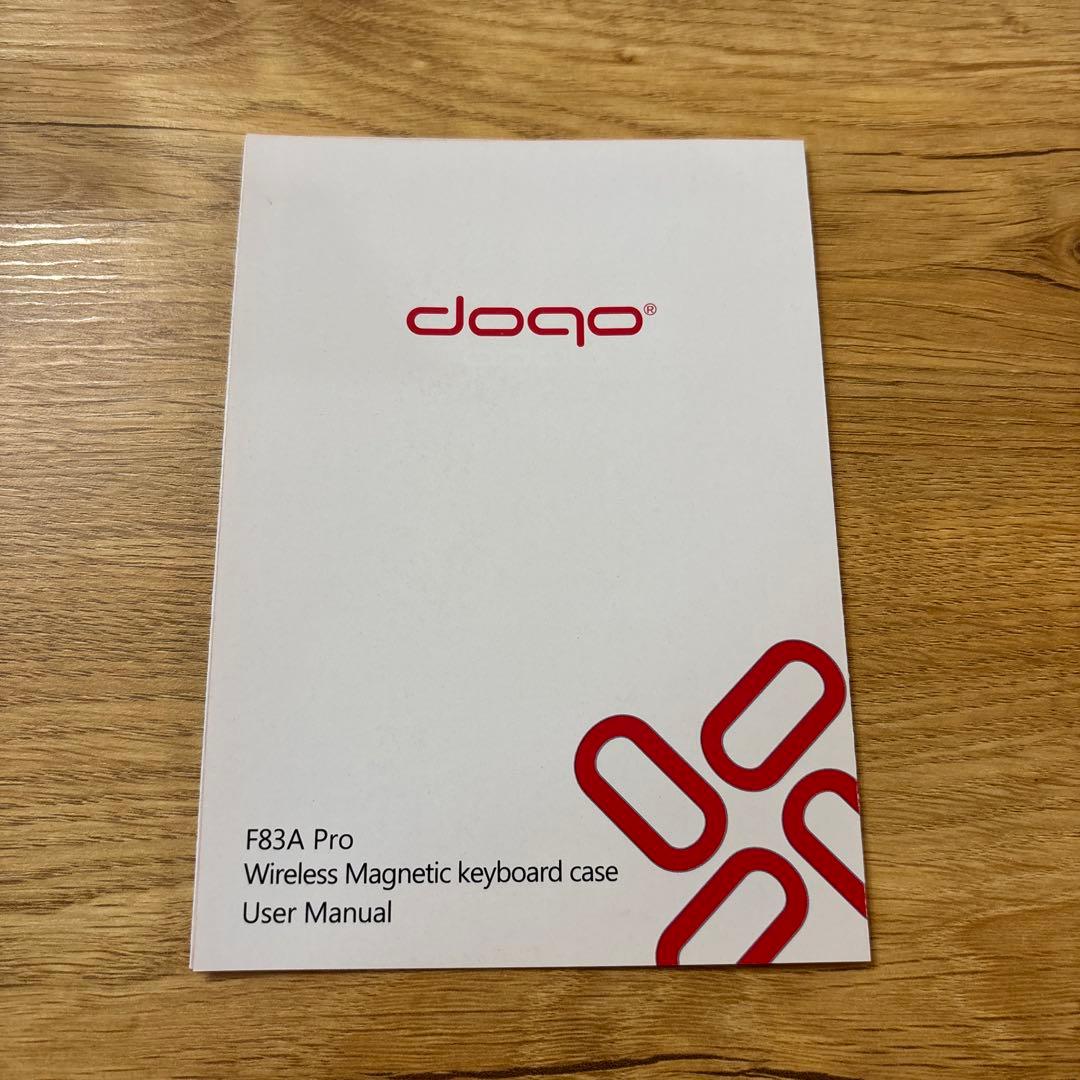 doqo®
F83A Pro
Wireless Magnetic keyboard case
User Manual